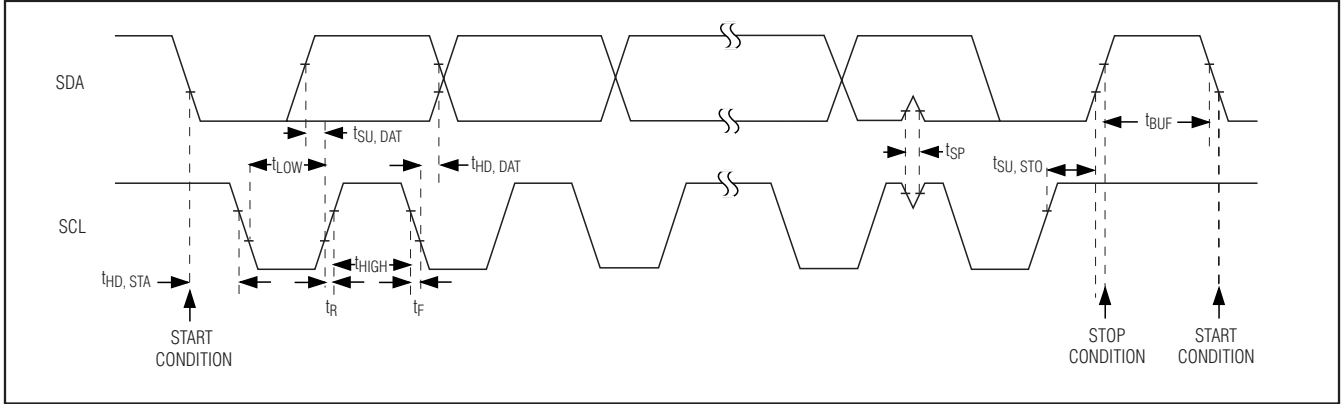 SDA
tSU, DAT
tLOW
tHD, DAT
tSP
tSU, STO
tBUF
SCL
tHD, STA
tHIGH
tR
tF
START
CONDITION
STOP
CONDITION
START
CONDITION